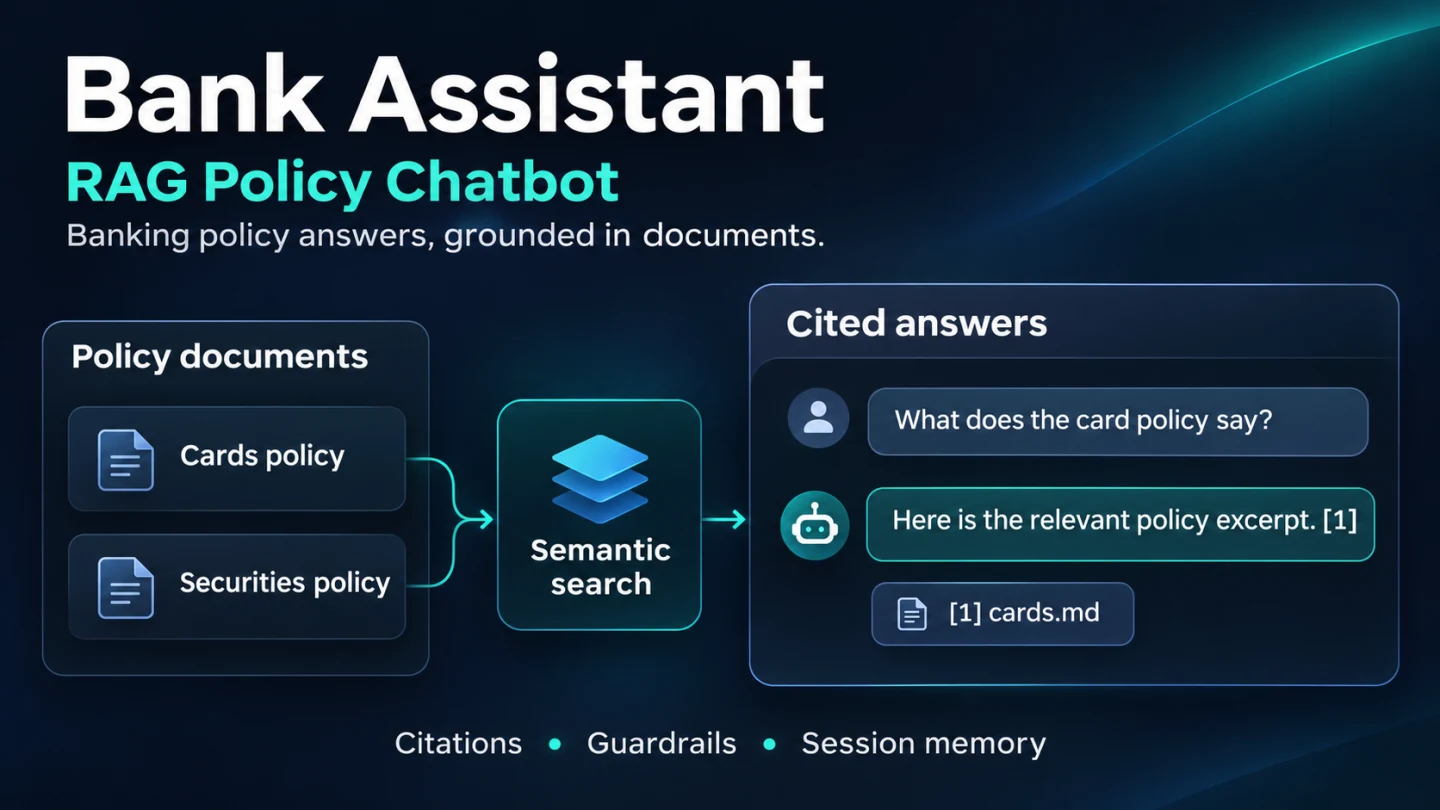 Bank Assistant
RAG Policy Chatbot
Banking policy answers, grounded in documents.
Policy documents
Cards policy
Securities policy
Semantic
search
Cited answers
What does the card policy say?
Here is the relevant policy excerpt. [1]
[1] cards.md
Citations • Guardrails • Session memory